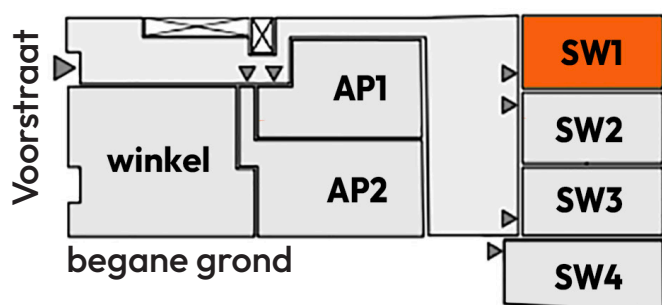 Voorstraat
winkel
AP1
AP2
SW1
SW2
SW3
SW4
begane grond